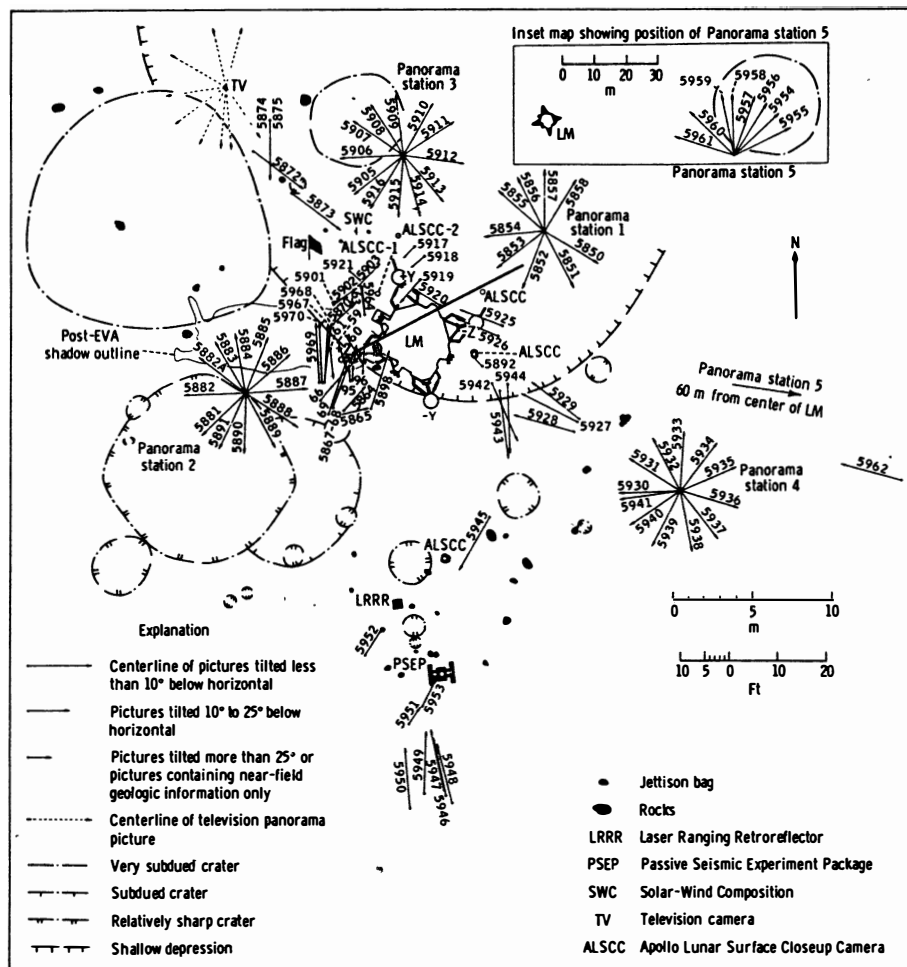 Inset map showing position of Panorama station 5
0 10 20 30
m
LM
5959
5958
5957
5956
5954
5955
5960
5961
Panorama station 5
TV
5874
5875
Panorama
station 3
5907
5908
5909
5910
5911
5906
5912
5905
5913
5916
5915
5914
5872
5873
SWC
Flag
ALSCC-1
ALSCC-2
5917
5918
5919
5920
5921
5901
5902
5903
5968
5967
5970
5969
-Y
5854
5855
5856
5857
5858
Panorama
station 1
5853
5852
5851
5850
N
ALSCC
5925
5926
-Z
LM
ALSCC
5892
5944
5942
5943
5929
5928
5927
-Y
Post-EVA
shadow outline
5882A
5883
5884
5885
5886
5882
5887
5881
5891
5890
5888
5889
Panorama
station 2
66
69
68
5867
95
96
5864
5865
5898
Panorama station 5
60 m from center of LM
5931
5932
5933
5934
5935
5930
5941
5936
5940
5939
5938
5937
Panorama
station 4
5962
5945
ALSCC
LRRR
5952
PSEP
5951
5953
5950
5949
5947
5948
5946
0 5 10
m
10 5 0 10 20
Ft
Explanation
Centerline of pictures tilted less
than 10° below horizontal
Pictures tilted 10° to 25° below
horizontal
Pictures tilted more than 25° or
pictures containing near-field
geologic information only
Centerline of television panorama
picture
Very subdued crater
Subdued crater
Relatively sharp crater
Shallow depression
Jettison bag
Rocks
LRRR Laser Ranging Retroreflector
PSEP Passive Seismic Experiment Package
SWC Solar-Wind Composition
TV Television camera
ALSCC Apollo Lunar Surface Closeup Camera